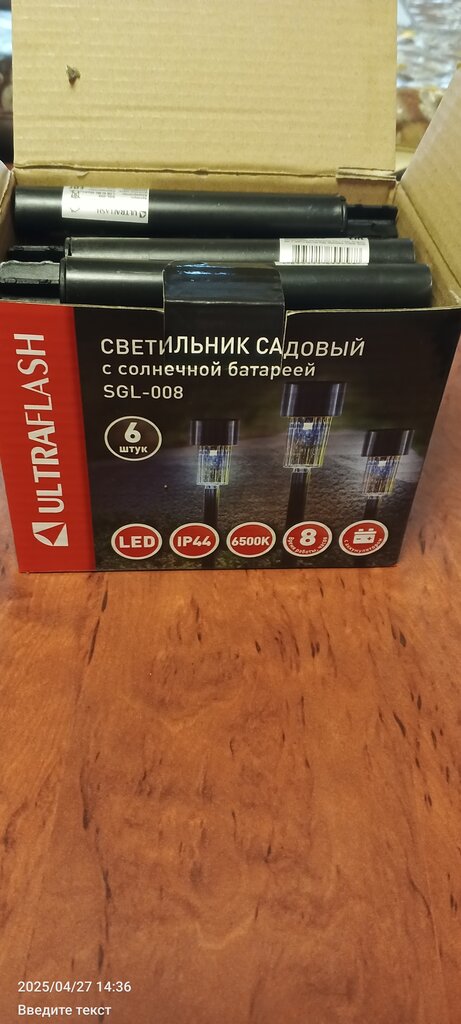 ULTRAFLASH
СВЕТИЛЬНИК САДОВЫЙ
с солнечной батареей
SGL-008
6
штук
ULTRAFLASH
LED
IP44
6500K
8
2025/04/27 14:36
Введите текст